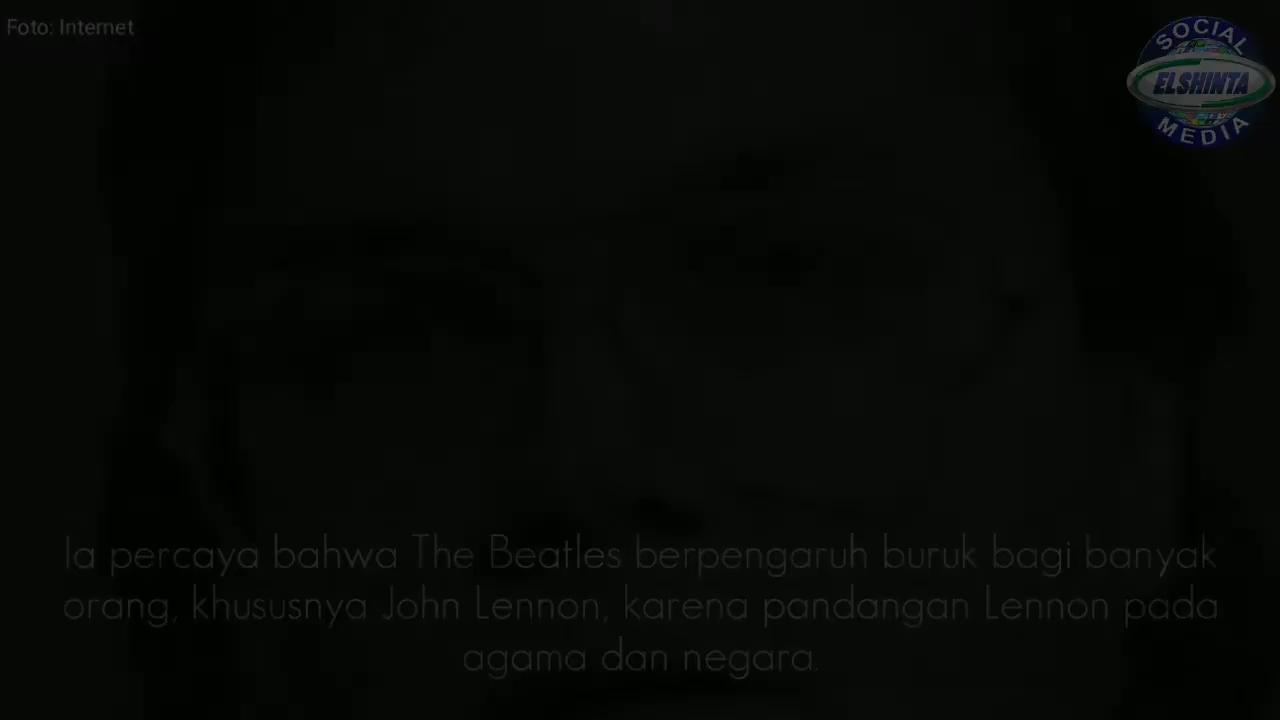 Foto: Internet
SOCIAL
ELSHINTA
MEDIA
Ia percaya bahwa The Beatles berpengaruh buruk bagi banyak
orang, khususnya John Lennon, karena pandangan Lennon pada
agama dan negara.